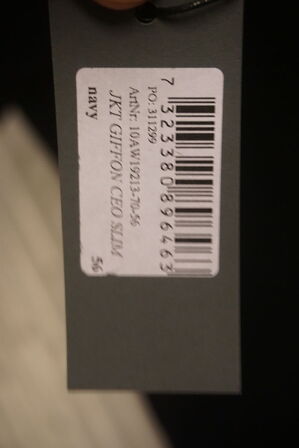 7 323380 896463
PO: 311299
ArtNr: 10AW19213-70-56
JKT GIFFON CEO SLIM
navy 56